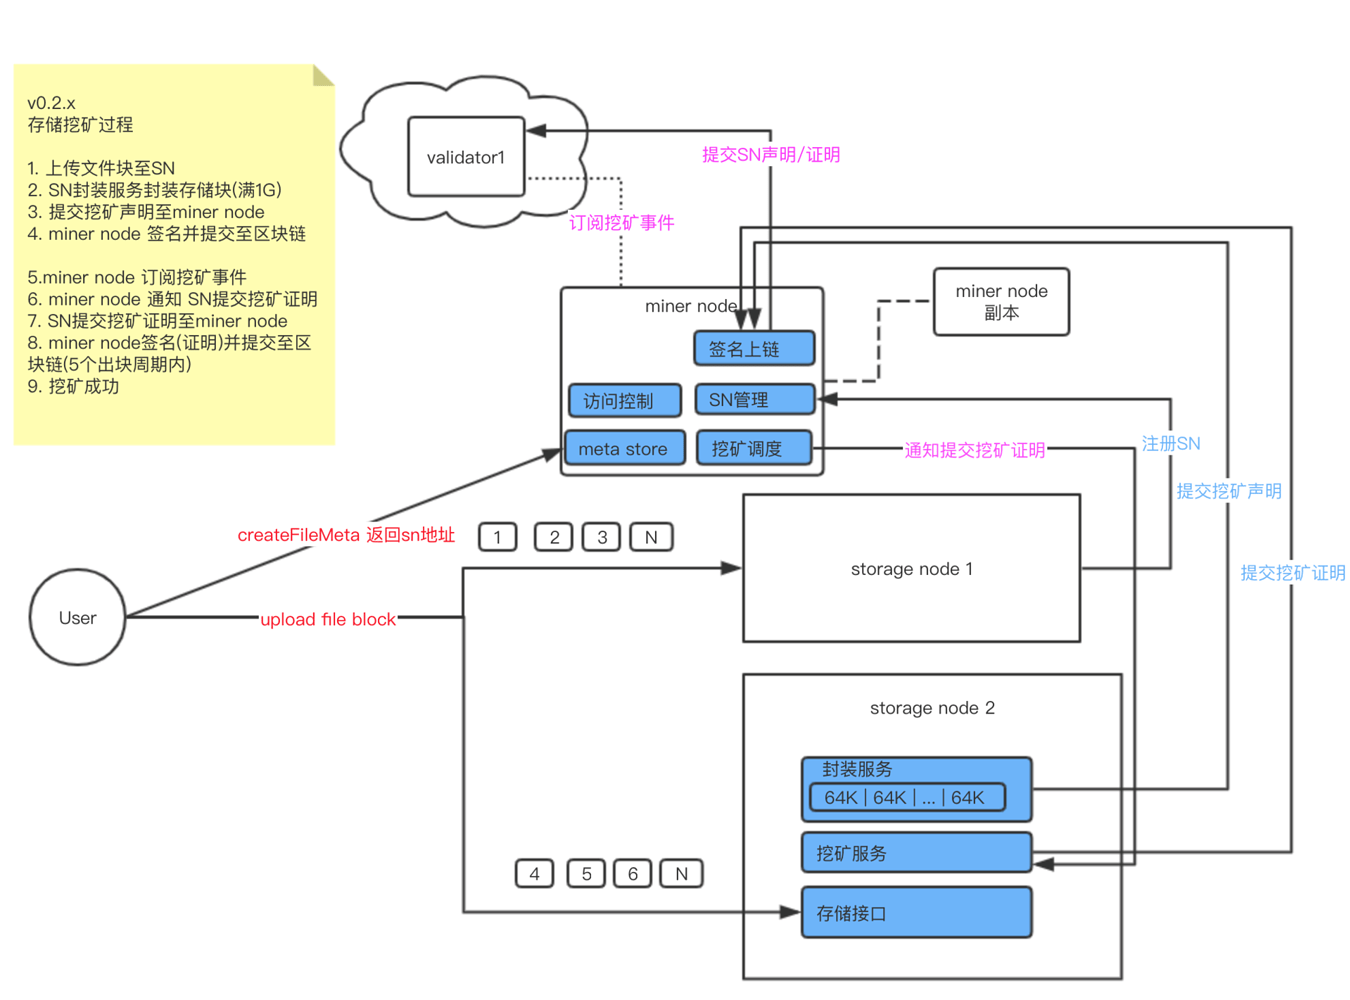 v0.2.x
存储挖矿过程
1. 上传文件块至SN
2. SN封装服务封装存储块(满1G)
3. 提交挖矿声明至miner node
4. miner node 签名并提交至区块链
5.miner node 订阅挖矿事件
6. miner node 通知 SN提交挖矿证明
7. SN提交挖矿证明至miner node
8. miner node签名(证明)并提交至区
块链(5个出块周期内)
9. 挖矿成功
validator1
提交SN声明/证明
订阅挖矿事件
miner node
签名上链
访问控制
SN管理
meta store
挖矿调度
miner node
副本
通知提交挖矿证明
注册SN
提交挖矿声明
提交挖矿证明
createFileMeta 返回sn地址
1
2
3
N
User
upload file block
storage node 1
storage node 2
封装服务
64K | 64K | ... | 64K
挖矿服务
存储接口
4
5
6
N